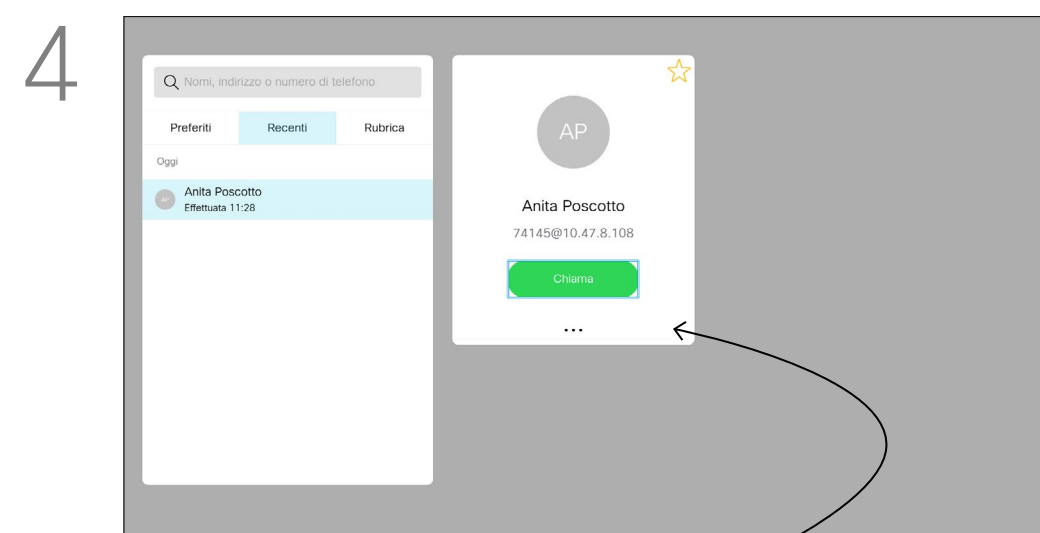 4
Nomi, indirizzo o numero di telefono
Preferiti Recenti Rubrica
Oggi
AP
Anita Poscotto
Effettuata 11:28
AP
Anita Poscotto
74145@10.47.8.108
Chiama
...